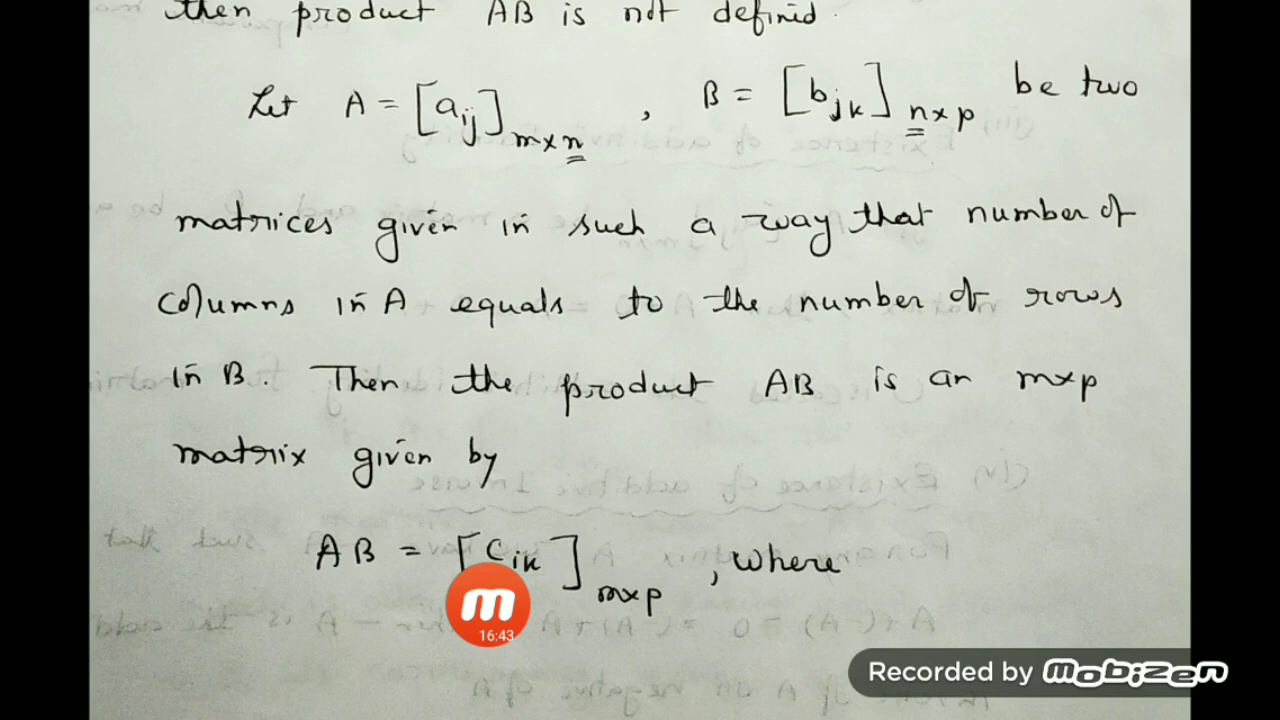 then product AB is not defined.
Let A = [aij]m×n , B = [bjk]n×p be two
matrices given in such a way that number of
columns in A equals to the number of rows
in B. Then the product AB is an m×p
matrix given by
AB = [Cik]m×p , where
16:43
Recorded by mobizen